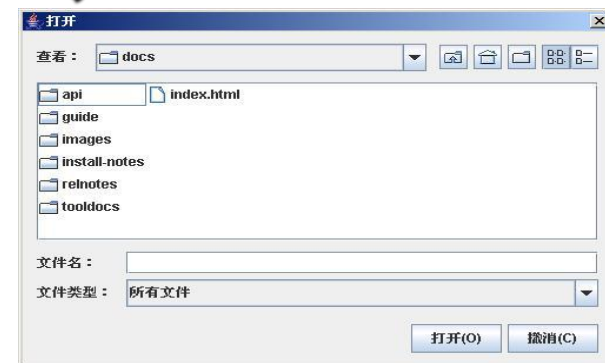 打开
查看： docs
api index.html
guide
images
install-notes
relnotes
tooldocs
文件名：
文件类型： 所有文件
打开(O) 撤消(C)